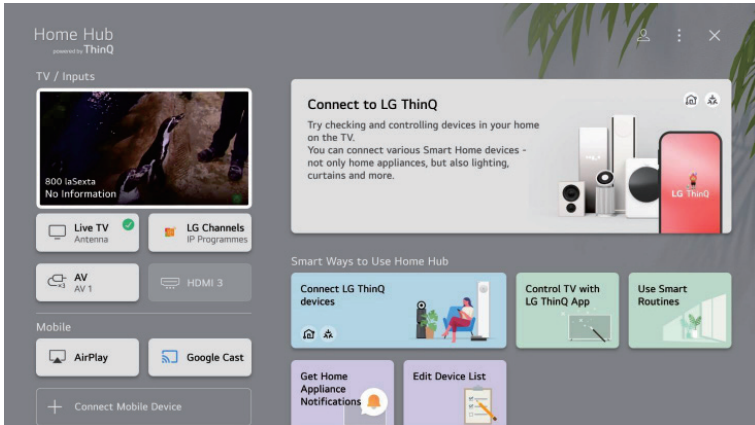 Home Hub
powered by ThinQ
TV / Inputs
800 laSexta
No Information
Live TV
Antenna
LG Channels
IP Programmes
AV
AV 1
x3
HDMI 3
Mobile
AirPlay
Google Cast
Connect Mobile Device
Connect to LG ThinQ
Try checking and controlling devices in your home
on the TV.
You can connect various Smart Home devices -
not only home appliances, but also lighting,
curtains and more.
LG ThinQ
Smart Ways to Use Home Hub
Connect LG ThinQ
devices
Control TV with
LG ThinQ App
Use Smart
Routines
Get Home
Appliance
Notifications
Edit Device List